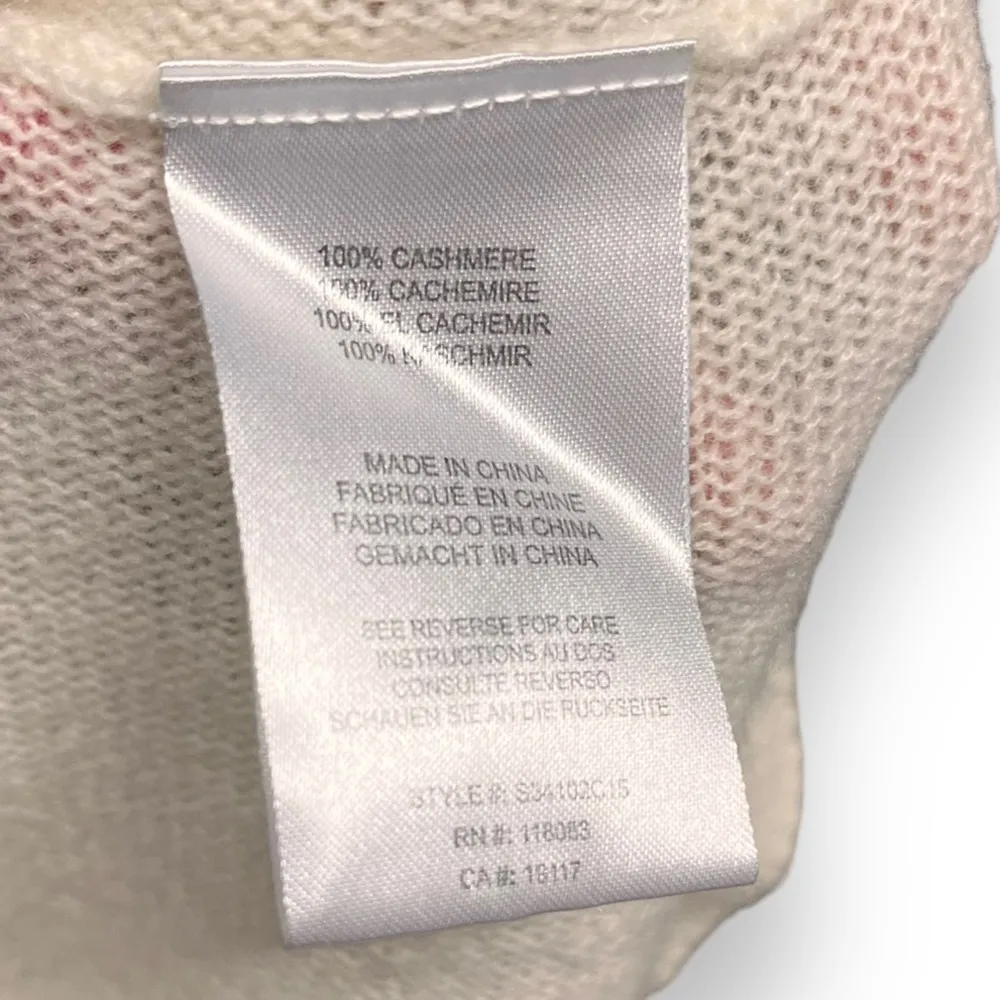 100% CASHMERE
100% CACHEMIRE
100% EL CACHEMIR
100% KASCHMIR
MADE IN CHINA
FABRIQUÉ EN CHINE
FABRICADO EN CHINA
GEMACHT IN CHINA
SEE REVERSE FOR CARE
INSTRUCTIONS AU DOS
CONSULTE REVERSO
SCHAUEN SIE AN DIE RUCKSEITE
STYLE #: S34102C15
RN #: 118083
CA #: 16117